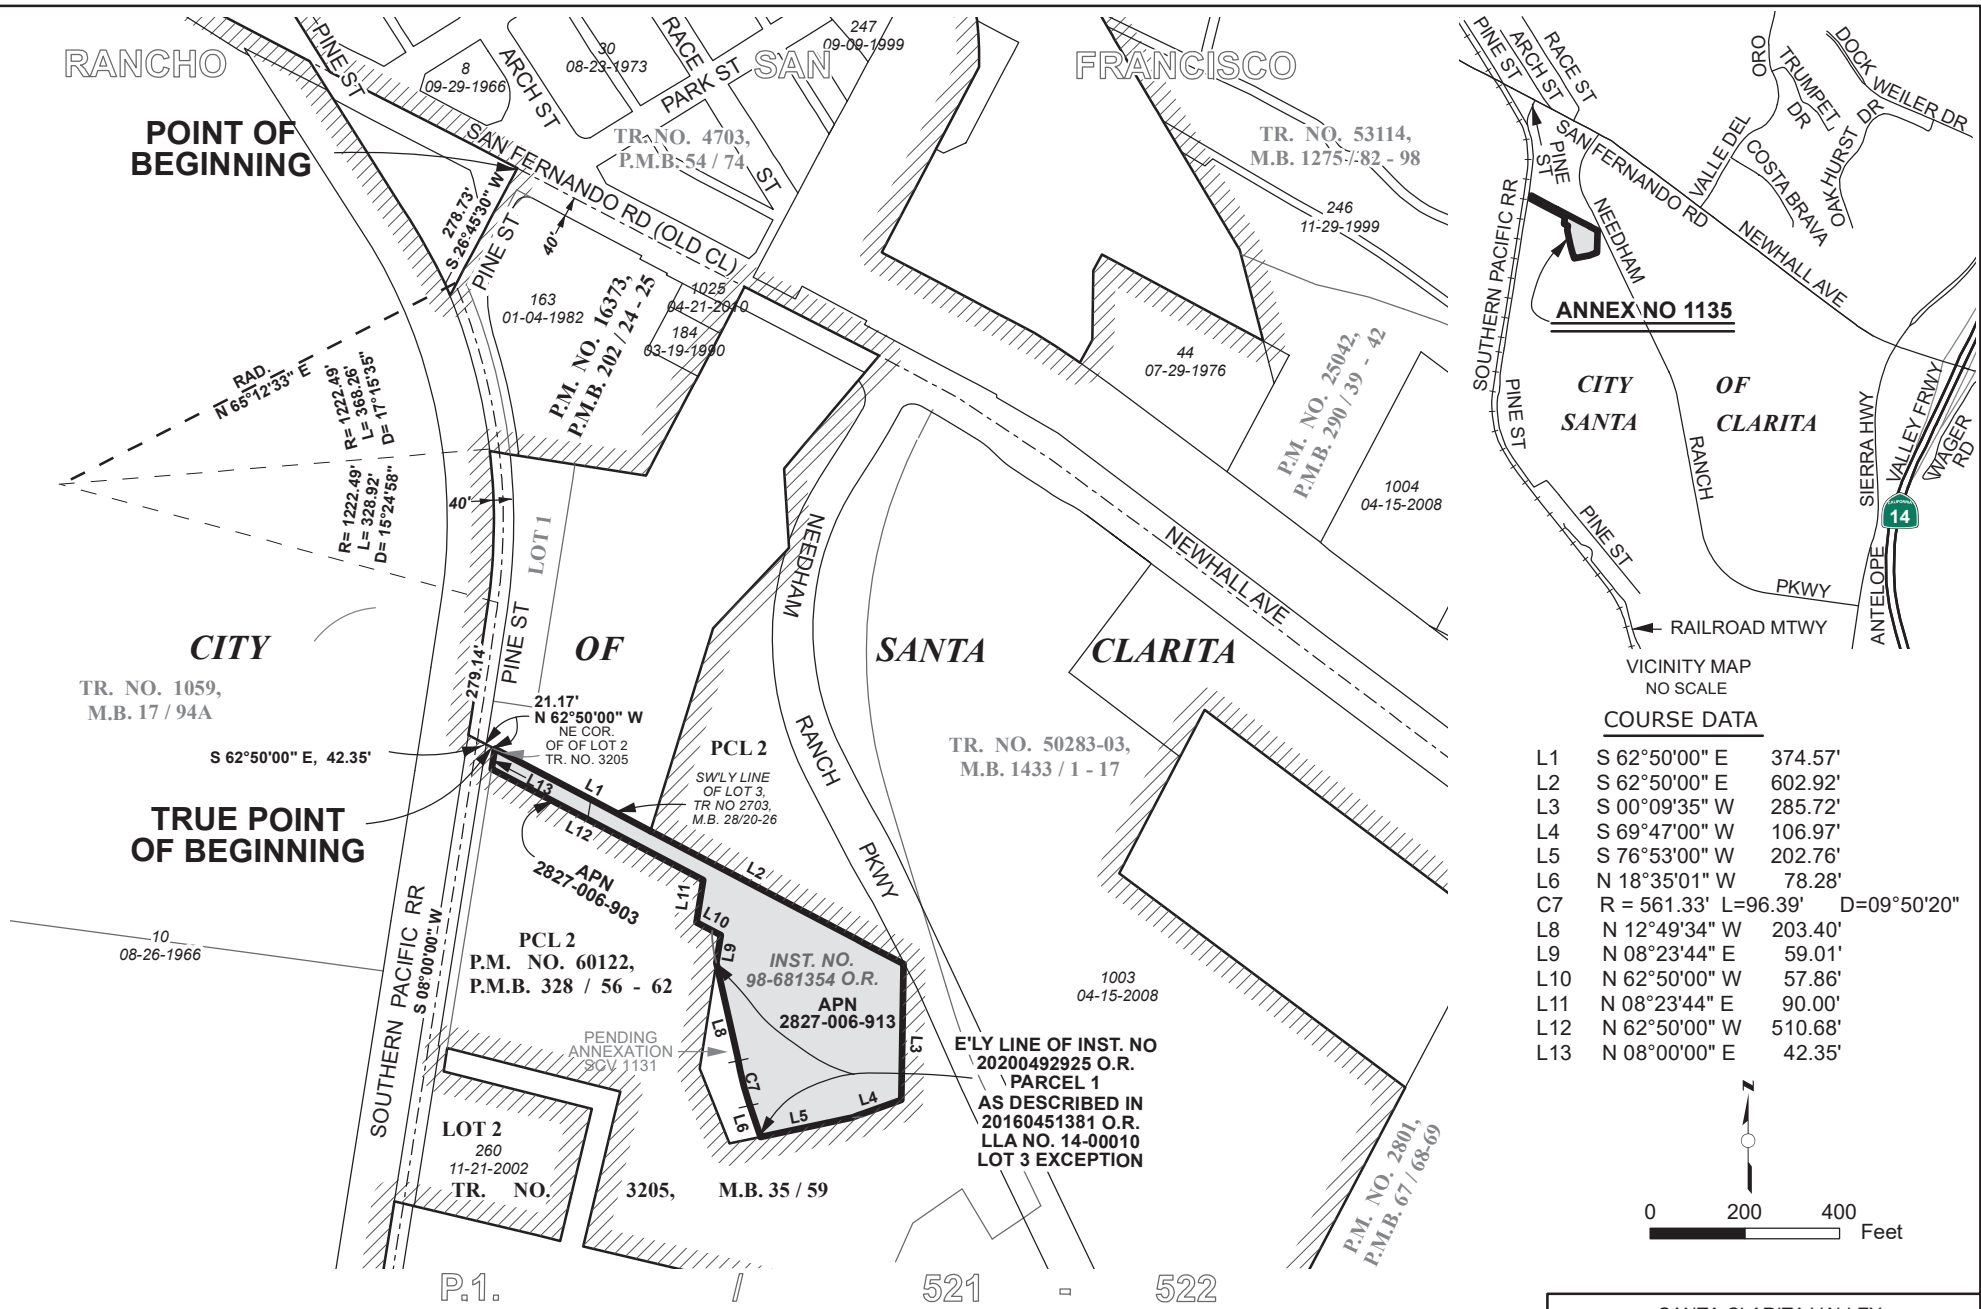 RANCHO SAN FRANCISCO
PINE ST
ARCH ST
RACE
ST
PARK ST
8
09-29-1966
30
08-23-1973
247
09-09-1999
TR. NO. 4703,
P.M.B. 54 / 74
TR. NO. 53114,
M.B. 1275 / 82 - 98
246
11-29-1999
POINT OF
BEGINNING
SAN FERNANDO RD (OLD CL)
278.73'
S 26°45'30" W
PINE ST
40'
163
01-04-1982
P.M. NO. 16373,
P.M.B. 202 / 24 - 25
1025
04-21-2010
184
03-19-1990
44
07-29-1976
P.M. NO. 25042,
P.M.B. 290 / 39 - 42
1004
04-15-2008
RAD.
N 65°12'33" E
R= 1222.49'
L= 368.26'
D= 17°15'35"
R= 1222.49'
L= 328.92'
D= 15°24'58"
40'
LOT 1
PINE ST
NEEDHAM
RANCH
PKWY
NEWHALL AVE
CITY OF SANTA CLARITA
TR. NO. 1059,
M.B. 17 / 94A
279.14'
21.17'
N 62°50'00" W
NE COR.
OF OF LOT 2
TR. NO. 3205
S 62°50'00" E, 42.35'
TRUE POINT
OF BEGINNING
PCL 2
SW'LY LINE
OF LOT 3,
TR NO 2703,
M.B. 28/20-26
TR. NO. 50283-03,
M.B. 1433 / 1 - 17
L13
L1
L12
L2
L11
L10
L9
L8
C7
L6
L5
L4
L3
APN
2827-006-903
10
08-26-1966
SOUTHERN PACIFIC RR
S 08°00'00" W
PCL 2
P.M. NO. 60122,
P.M.B. 328 / 56 - 62
INST. NO.
98-681354 O.R.
APN
2827-006-913
1003
04-15-2008
PENDING
ANNEXATION
SCV 1131
E'LY LINE OF INST. NO
20200492925 O.R.
PARCEL 1
AS DESCRIBED IN
20160451381 O.R.
LLA NO. 14-00010
LOT 3 EXCEPTION
LOT 2
260
11-21-2002
TR. NO. 3205, M.B. 35 / 59
P.M. NO. 2801,
P.M.B. 67 / 68-69
P.1. / 521 - 522
PINE ST
ARCH ST
RACE ST
ORO
VALLE DEL
TRUMPET
DR
DOCK WEILER DR
OAK HURST DR
COSTA BRAVA
PINE
ST
SAN FERNANDO RD
NEWHALL AVE
NEEDHAM
RANCH
PKWY
SOUTHERN PACIFIC RR
PINE ST
PINE ST
ANNEX NO 1135
CITY OF
SANTA CLARITA
SIERRA HWY
ANTELOPE
VALLEY FRWY
WAGER
RD
CALIFORNIA
14
RAILROAD MTWY
VICINITY MAP
NO SCALE
COURSE DATA
L1 S 62°50'00" E 374.57'
L2 S 62°50'00" E 602.92'
L3 S 00°09'35" W 285.72'
L4 S 69°47'00" W 106.97'
L5 S 76°53'00" W 202.76'
L6 N 18°35'01" W 78.28'
C7 R = 561.33' L=96.39' D=09°50'20"
L8 N 12°49'34" W 203.40'
L9 N 08°23'44" E 59.01'
L10 N 62°50'00" W 57.86'
L11 N 08°23'44" E 90.00'
L12 N 62°50'00" W 510.68'
L13 N 08°00'00" E 42.35'
N
0 200 400
Feet